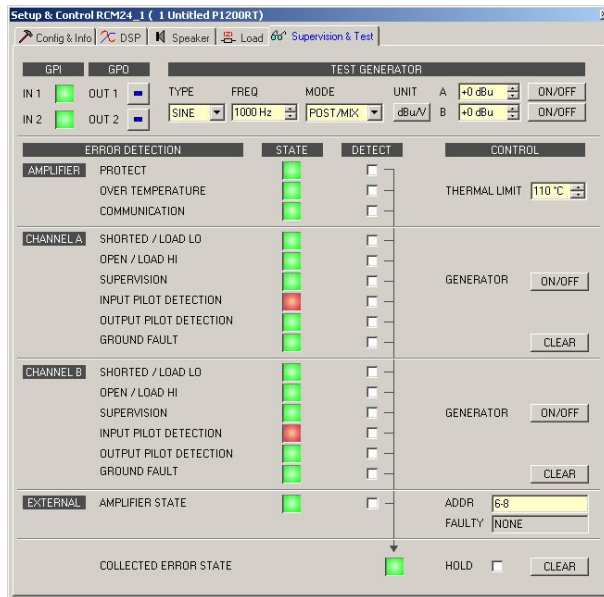 Setup & Control RCM24_1 ( 1 Untitled P1200RT)
Config & Info DSP Speaker Load Supervision & Test
GPI GPO TEST GENERATOR
IN 1 OUT 1 TYPE FREQ MODE UNIT A +0 dBu ON/OFF
IN 2 OUT 2 SINE 1000 Hz POST/MIX dBu/V B +0 dBu ON/OFF
ERROR DETECTION STATE DETECT CONTROL
AMPLIFIER PROTECT
OVER TEMPERATURE THERMAL LIMIT 110 °C
COMMUNICATION
CHANNEL A SHORTED / LOAD LO
OPEN / LOAD HI
SUPERVISION GENERATOR ON/OFF
INPUT PILOT DETECTION
OUTPUT PILOT DETECTION
GROUND FAULT CLEAR
CHANNEL B SHORTED / LOAD LO
OPEN / LOAD HI
SUPERVISION GENERATOR ON/OFF
INPUT PILOT DETECTION
OUTPUT PILOT DETECTION
GROUND FAULT CLEAR
EXTERNAL AMPLIFIER STATE ADDR 6-8
FAULTY NONE
COLLECTED ERROR STATE HOLD CLEAR